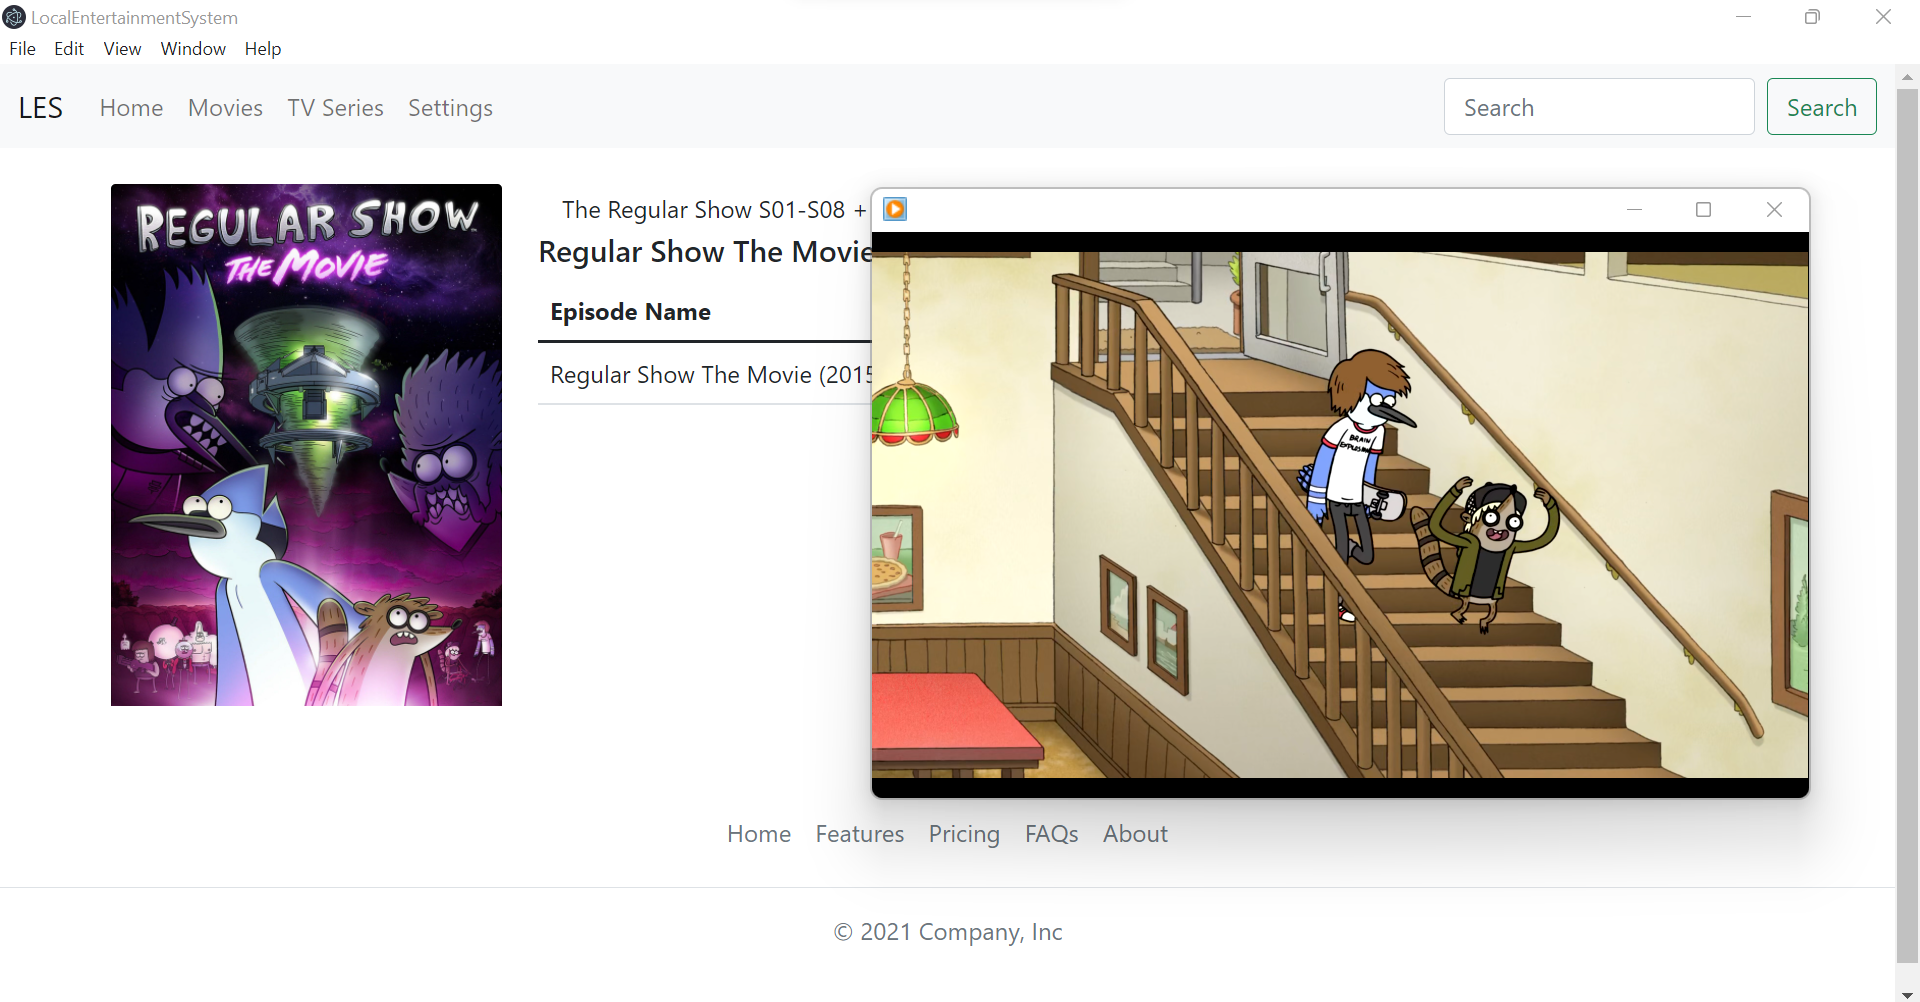 LocalEntertainmentSystem
File Edit View Window Help
LES Home Movies TV Series Settings Search Search
REGULAR SHOW
THE MOVIE
The Regular Show S01-S08 +
Regular Show The Movie
Episode Name
Regular Show The Movie (2015
BRAIN
EXPLOSION
Home Features Pricing FAQs About
© 2021 Company, Inc